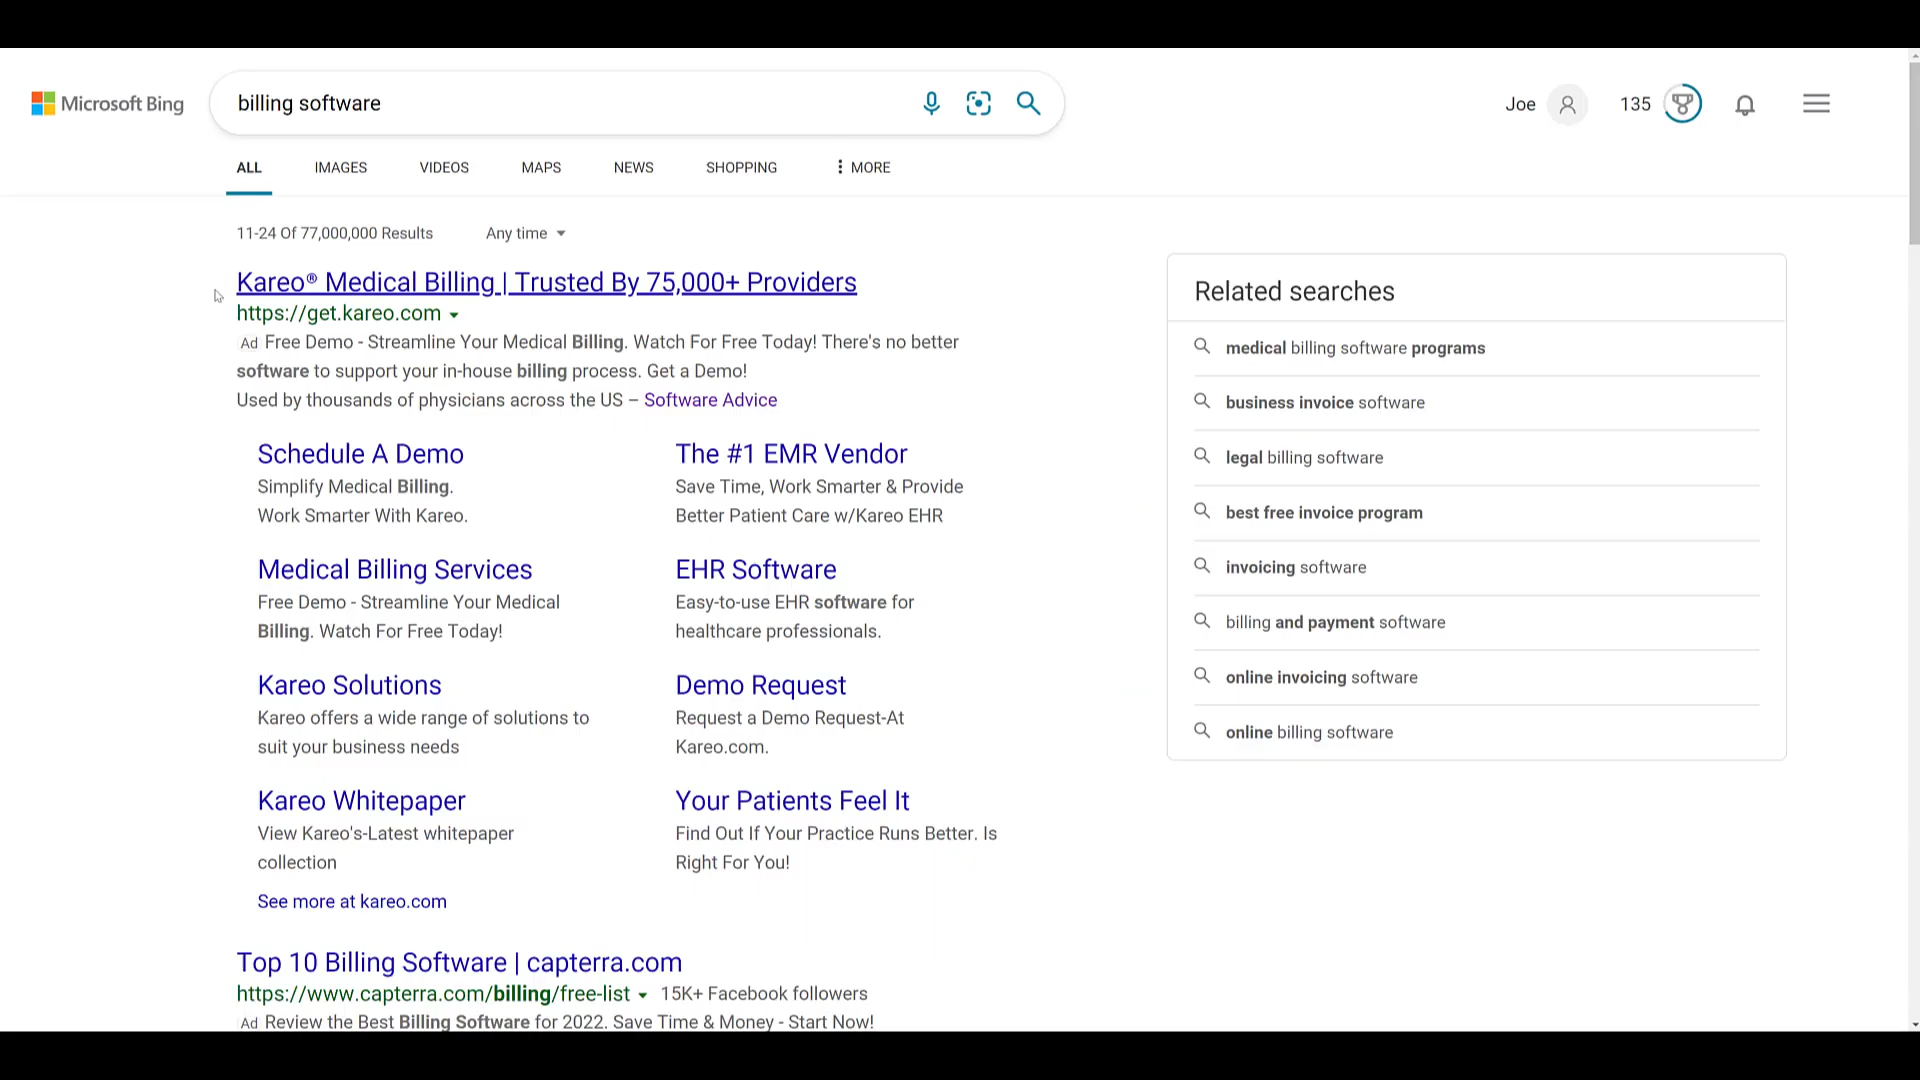 Microsoft Bing
billing software
Joe
135
ALL
IMAGES
VIDEOS
MAPS
NEWS
SHOPPING
MORE
11-24 Of 77,000,000 Results
Any time
Kareo® Medical Billing | Trusted By 75,000+ Providers
https://get.kareo.com
Ad Free Demo - Streamline Your Medical Billing. Watch For Free Today! There's no better
software to support your in-house billing process. Get a Demo!
Used by thousands of physicians across the US – Software Advice
Schedule A Demo
Simplify Medical Billing.
Work Smarter With Kareo.
The #1 EMR Vendor
Save Time, Work Smarter & Provide
Better Patient Care w/Kareo EHR
Medical Billing Services
Free Demo - Streamline Your Medical
Billing. Watch For Free Today!
EHR Software
Easy-to-use EHR software for
healthcare professionals.
Kareo Solutions
Kareo offers a wide range of solutions to
suit your business needs
Demo Request
Request a Demo Request-At
Kareo.com.
Kareo Whitepaper
View Kareo's-Latest whitepaper
collection
Your Patients Feel It
Find Out If Your Practice Runs Better. Is
Right For You!
See more at kareo.com
Top 10 Billing Software | capterra.com
https://www.capterra.com/billing/free-list 15K+ Facebook followers
Ad Review the Best Billing Software for 2022. Save Time & Money - Start Now!
Related searches
medical billing software programs
business invoice software
legal billing software
best free invoice program
invoicing software
billing and payment software
online invoicing software
online billing software